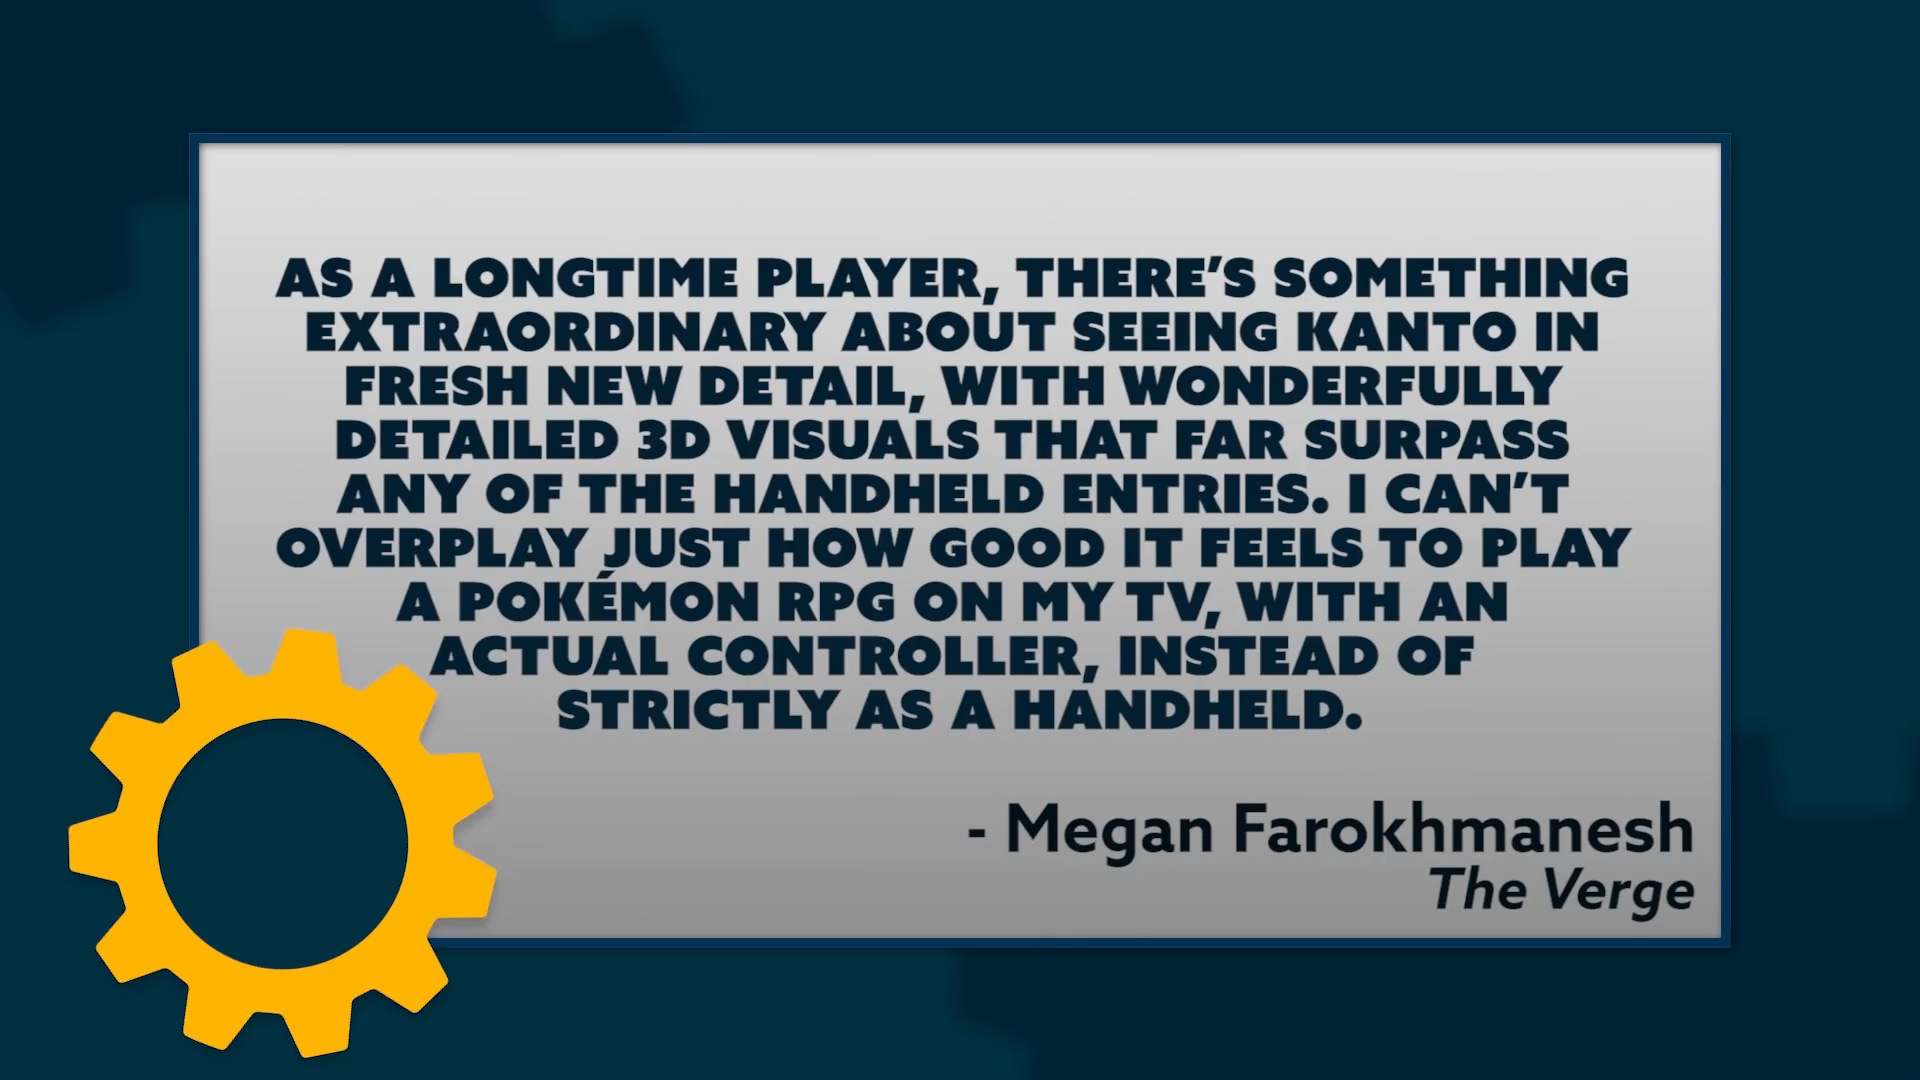 AS A LONGTIME PLAYER, THERE’S SOMETHING
EXTRAORDINARY ABOUT SEEING KANTO IN
FRESH NEW DETAIL, WITH WONDERFULLY
DETAILED 3D VISUALS THAT FAR SURPASS
ANY OF THE HANDHELD ENTRIES. I CAN’T
OVERPLAY JUST HOW GOOD IT FEELS TO PLAY
A POKÉMON RPG ON MY TV, WITH AN
ACTUAL CONTROLLER, INSTEAD OF
STRICTLY AS A HANDHELD.
- Megan Farokhmanesh
The Verge